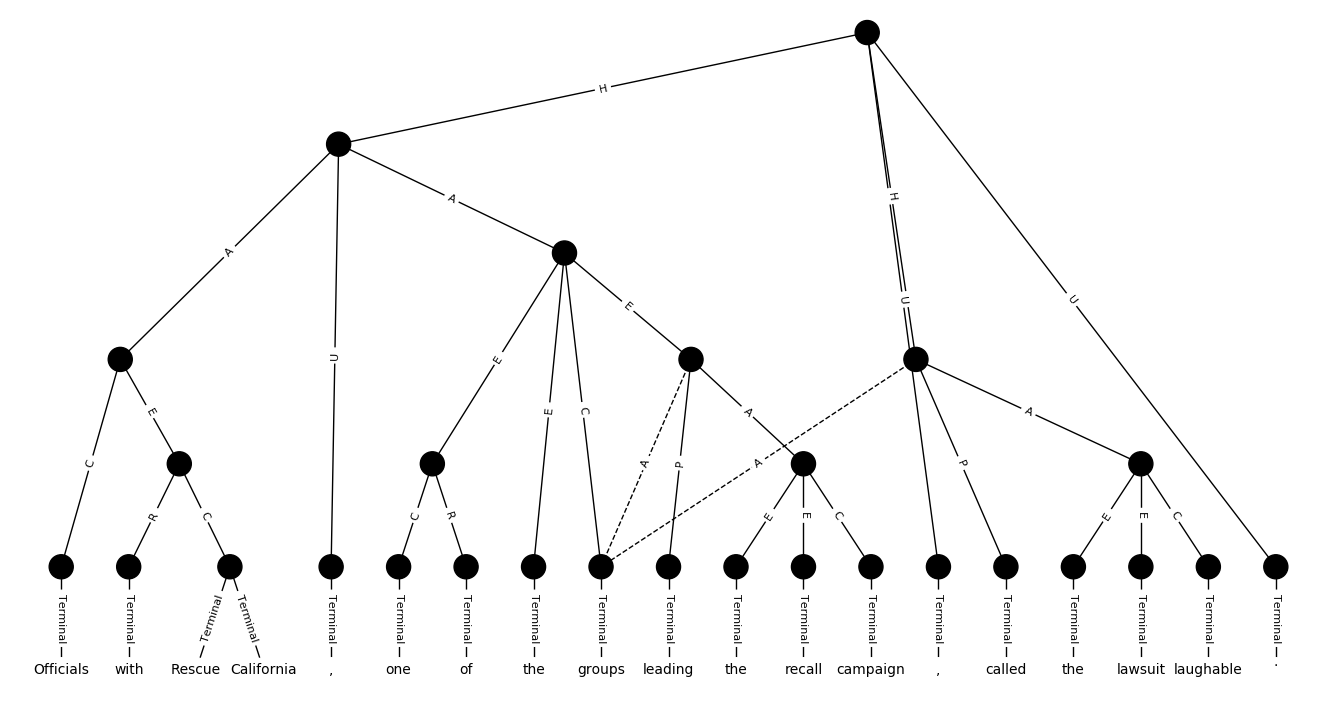 H
A
A
H
U
U
U
E
E
E
C
A
A
C
E
A
P
A
P
R
C
C
R
E
E
C
E
E
C
Terminal Terminal Terminal Terminal Terminal Terminal Terminal Terminal Terminal Terminal Terminal Terminal Terminal Terminal Terminal Terminal Terminal Terminal Terminal
Officials with Rescue California , one of the groups leading the recall campaign , called the lawsuit laughable .